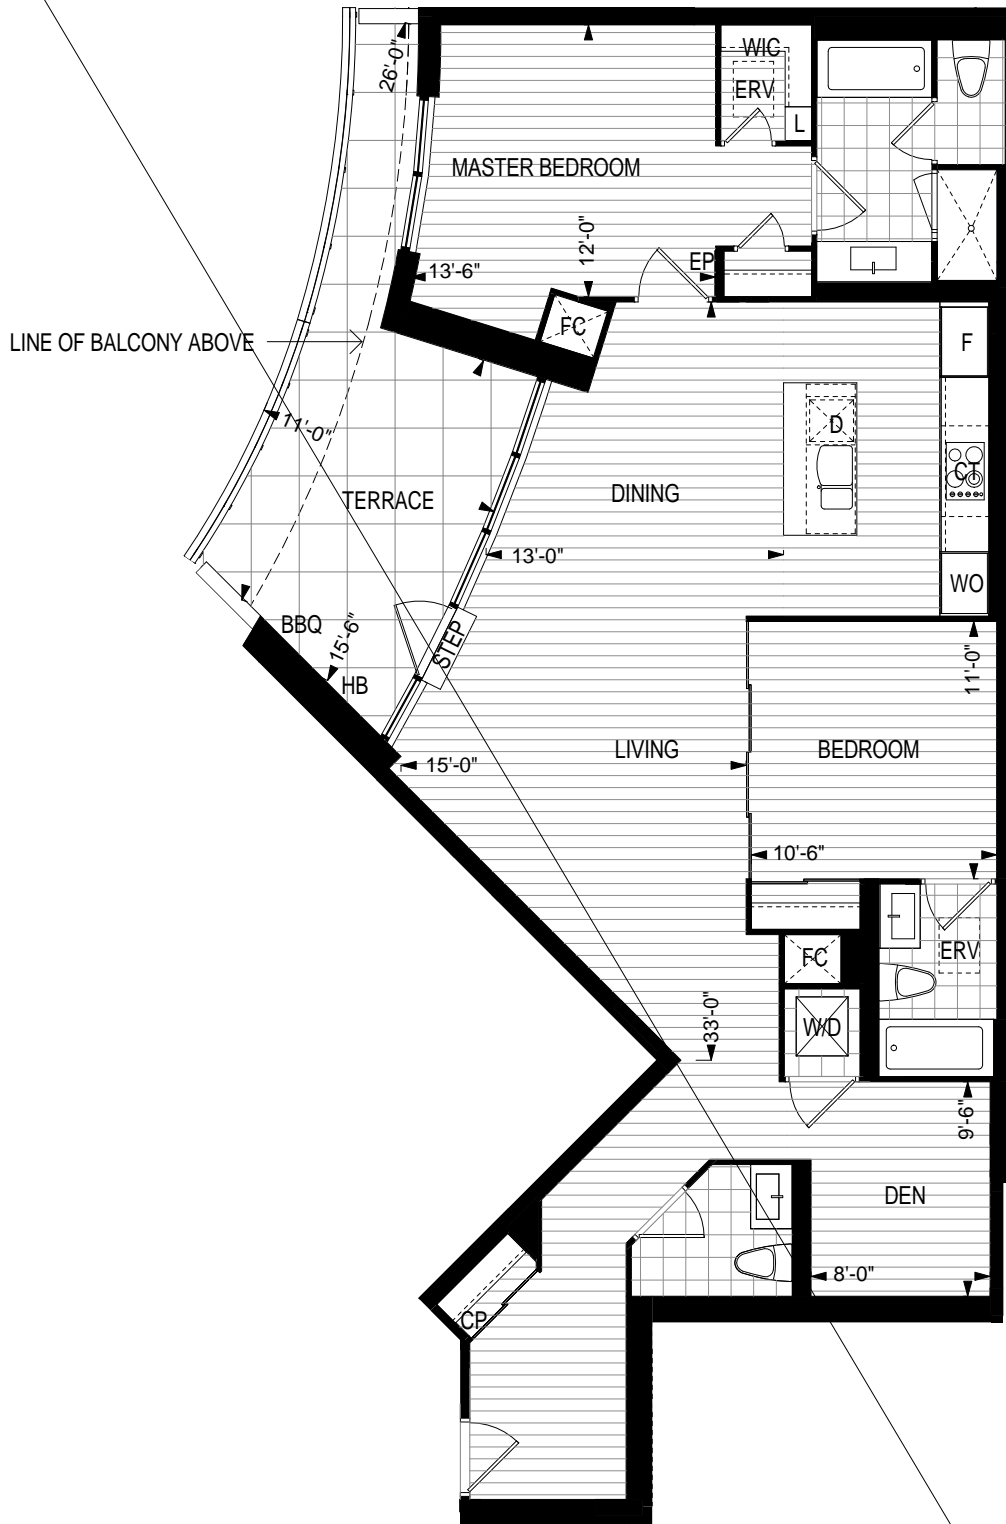 26'-0"
WIC
ERV
L
MASTER BEDROOM
12'-0"
13'-6"
EP
FC
F
LINE OF BALCONY ABOVE
11'-0"
D
CT
TERRACE
DINING
13'-0"
WO
BBQ
15'-6"
STEP
HB
11'-0"
LIVING
BEDROOM
15'-0"
10'-6"
ERV
FC
33'-0"
W/D
9'-6"
DEN
8'-0"
CP